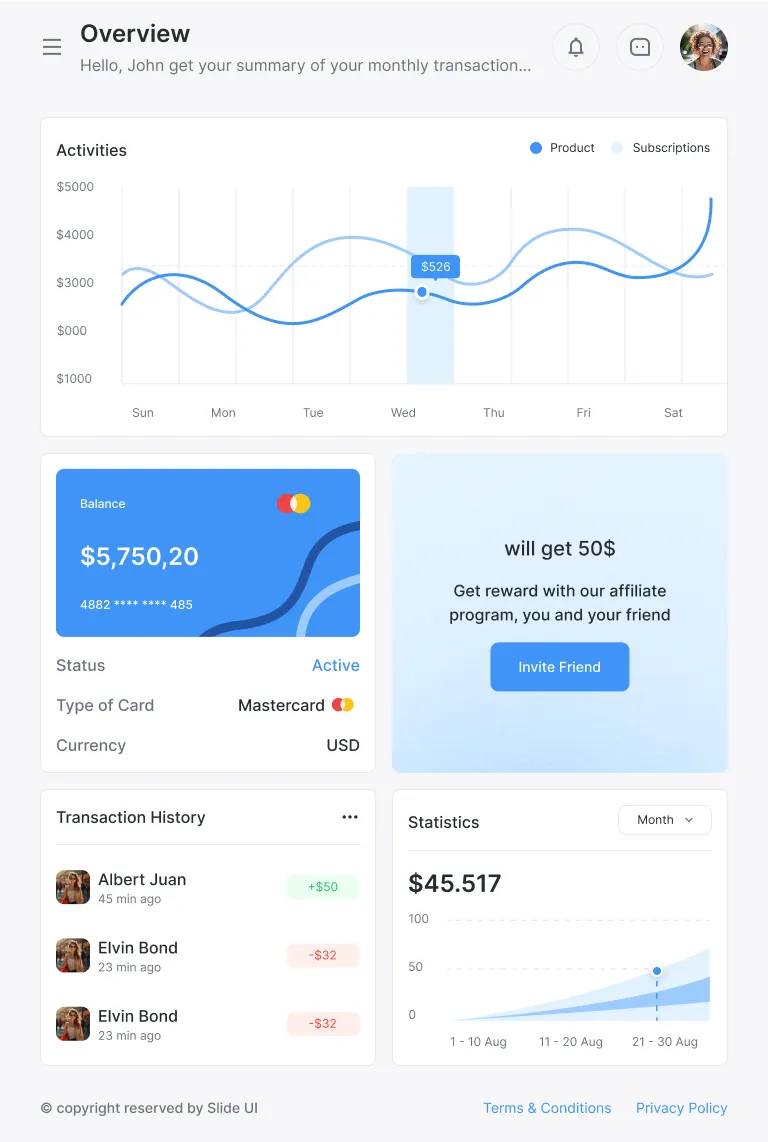 Overview
Hello, John get your summary of your monthly transaction...
Activities
Product
Subscriptions
$5000
$4000
$3000
$000
$1000
$526
Sun Mon Tue Wed Thu Fri Sat
Balance
$5,750,20
4882 **** **** 485
Status Active
Type of Card Mastercard
Currency USD
will get 50$
Get reward with our affiliate
program, you and your friend
Invite Friend
Transaction History
Albert Juan
45 min ago
+$50
Elvin Bond
23 min ago
-$32
Elvin Bond
23 min ago
-$32
Statistics
Month
$45.517
100
50
0
1 - 10 Aug 11 - 20 Aug 21 - 30 Aug
© copyright reserved by Slide UI
Terms & Conditions Privacy Policy